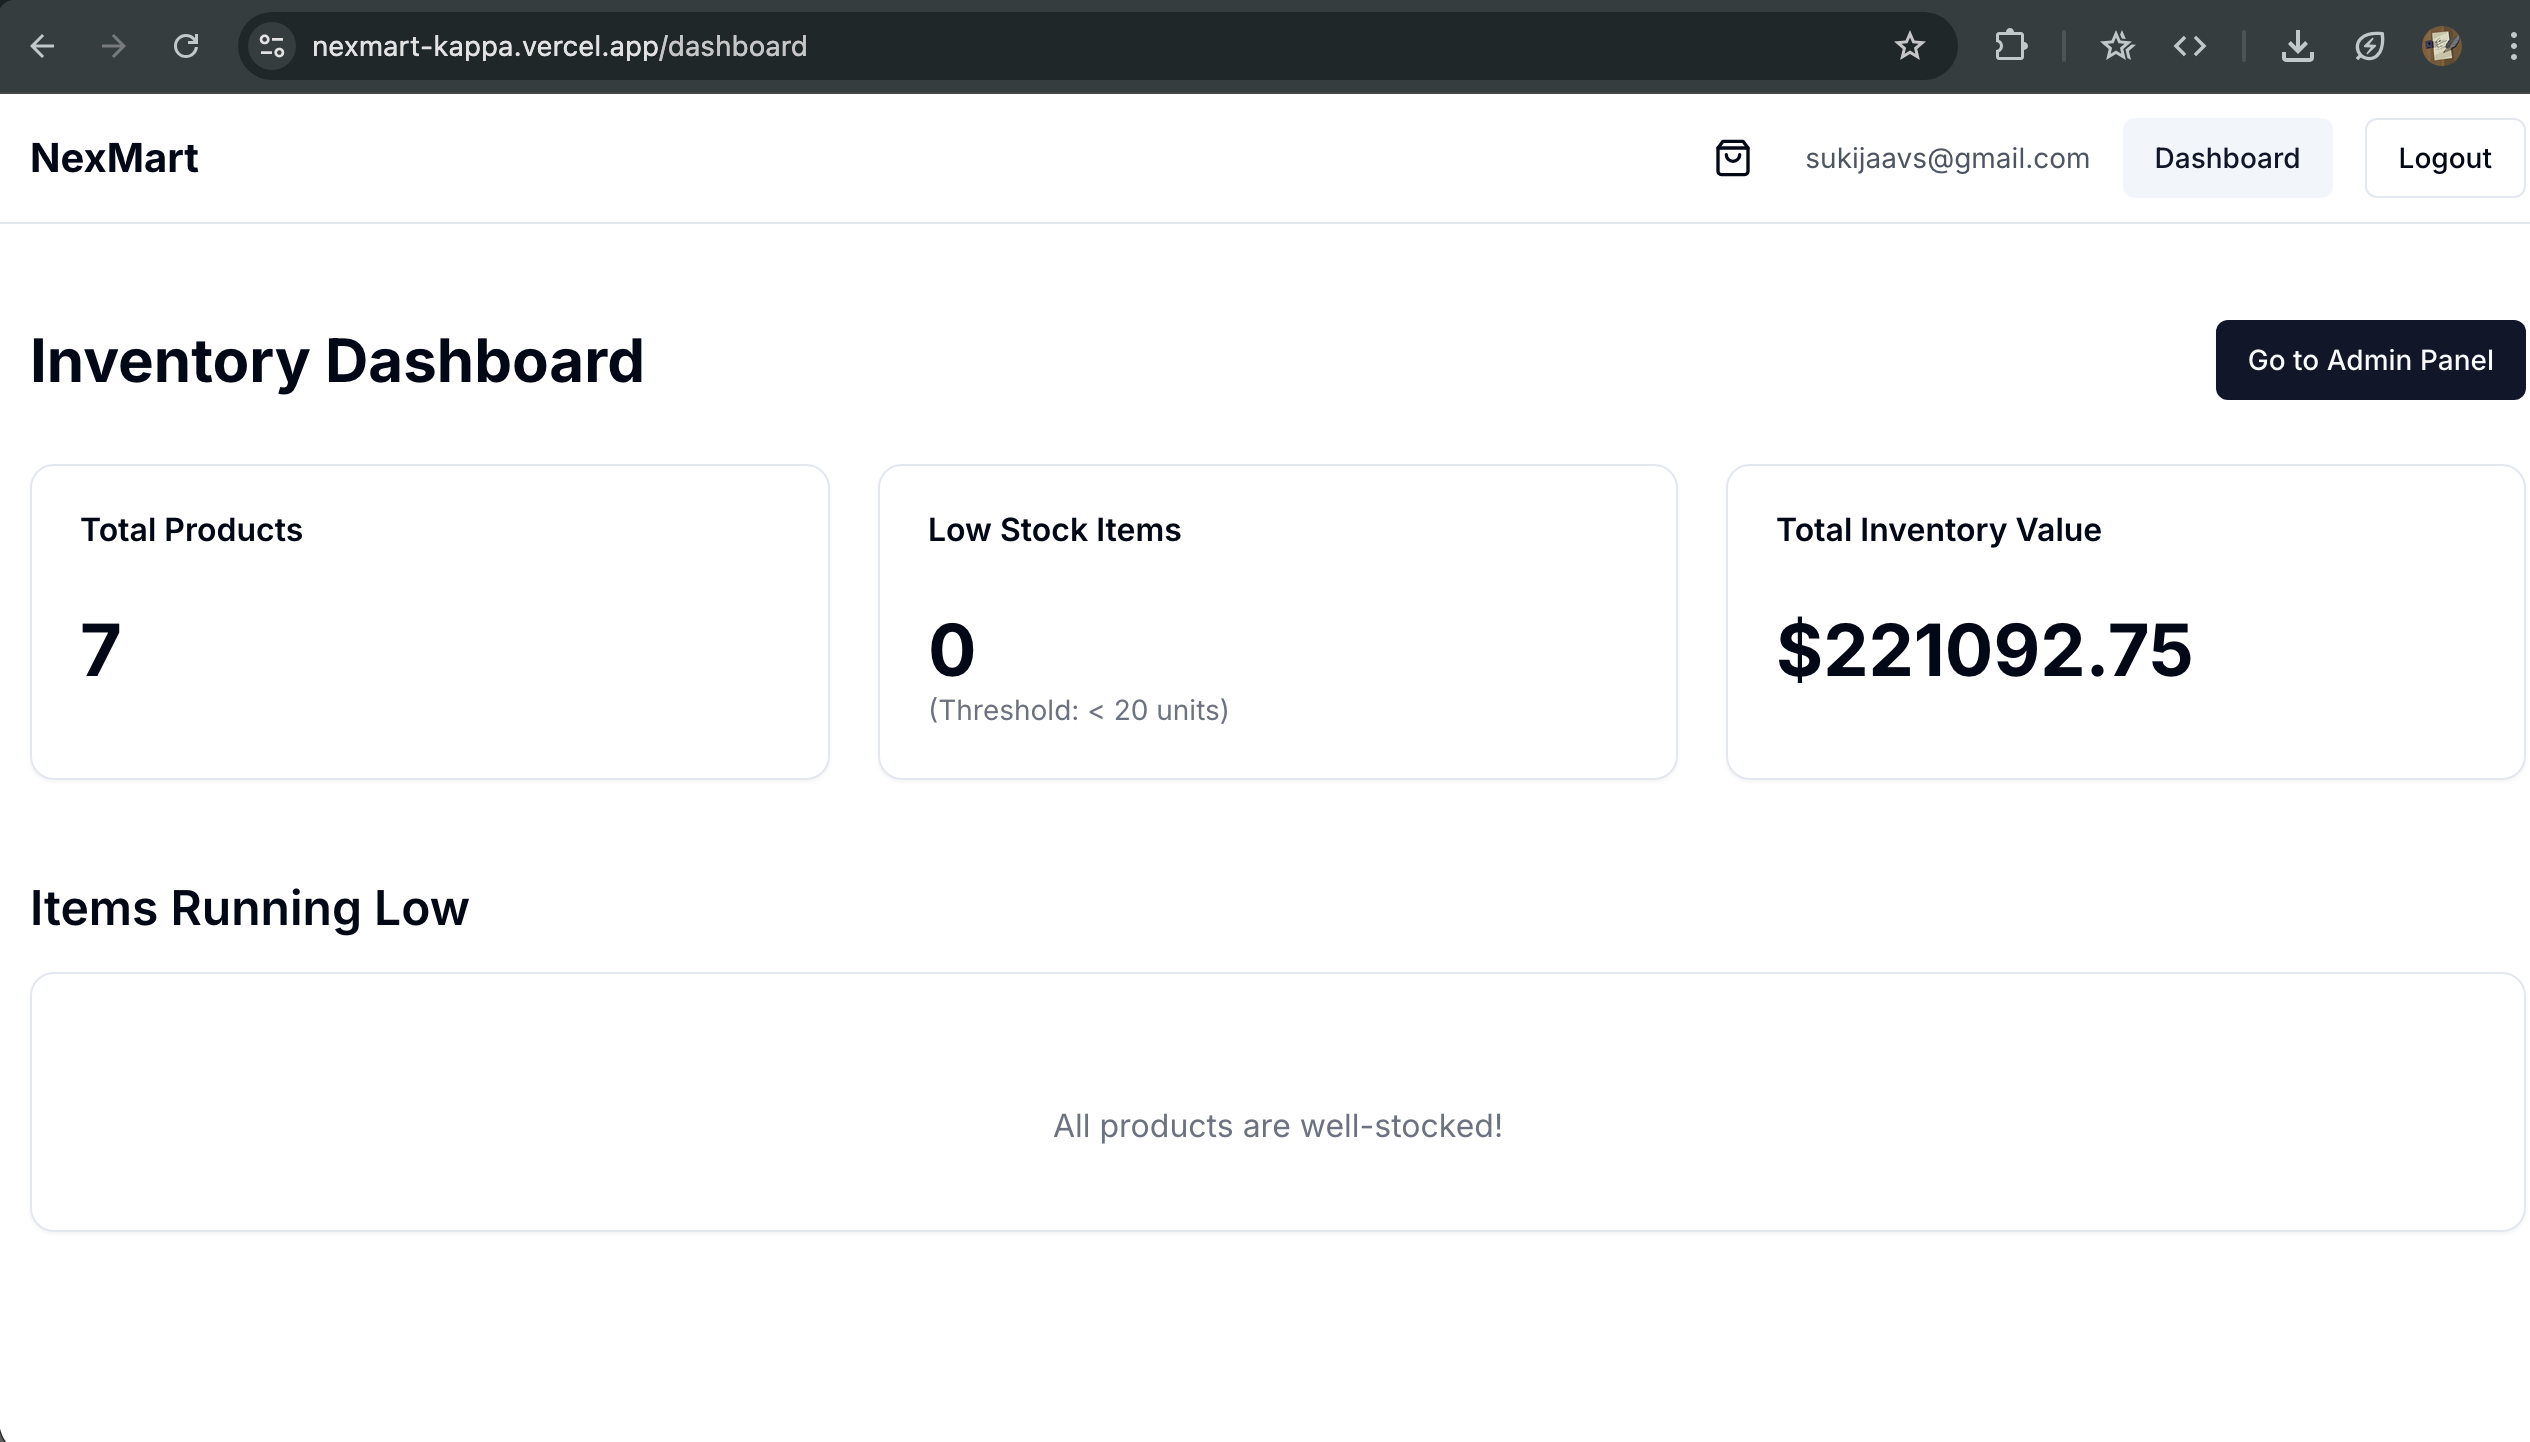 nexmart-kappa.vercel.app/dashboard
NexMart
sukijaavs@gmail.com
Dashboard
Logout
Inventory Dashboard
Go to Admin Panel
Total Products
7
Low Stock Items
0
(Threshold: < 20 units)
Total Inventory Value
$221092.75
Items Running Low
All products are well-stocked!